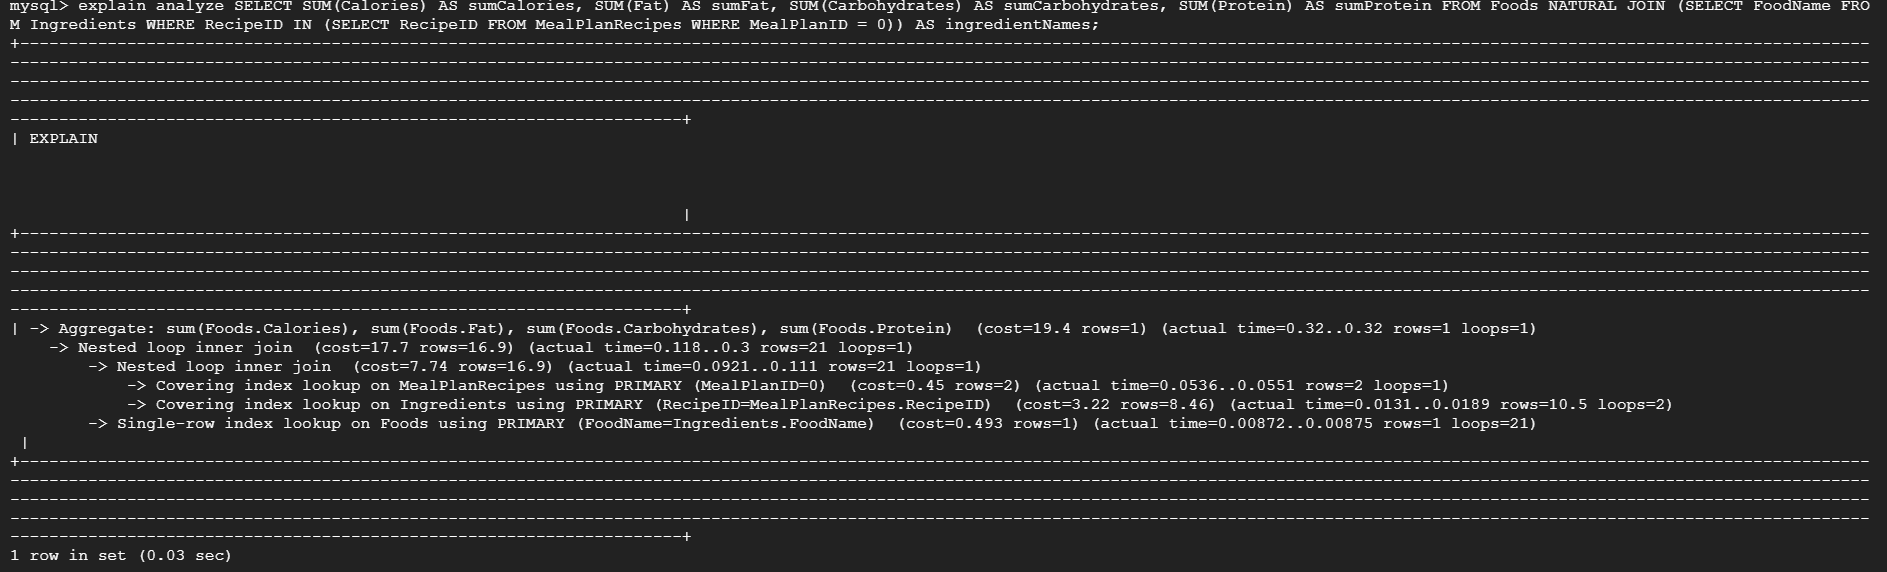 mysql> explain analyze SELECT SUM(Calories) AS sumCalories, SUM(Fat) AS sumFat, SUM(Carbohydrates) AS sumCarbohydrates, SUM(Protein) AS sumProtein FROM Foods NATURAL JOIN (SELECT FoodName FRO
M Ingredients WHERE RecipeID IN (SELECT RecipeID FROM MealPlanRecipes WHERE MealPlanID = 0)) AS ingredientNames;
| EXPLAIN
|
| -> Aggregate: sum(Foods.Calories), sum(Foods.Fat), sum(Foods.Carbohydrates), sum(Foods.Protein)  (cost=19.4 rows=1) (actual time=0.32..0.32 rows=1 loops=1)
    -> Nested loop inner join  (cost=17.7 rows=16.9) (actual time=0.118..0.3 rows=21 loops=1)
        -> Nested loop inner join  (cost=7.74 rows=16.9) (actual time=0.0921..0.111 rows=21 loops=1)
            -> Covering index lookup on MealPlanRecipes using PRIMARY (MealPlanID=0)  (cost=0.45 rows=2) (actual time=0.0536..0.0551 rows=2 loops=1)
            -> Covering index lookup on Ingredients using PRIMARY (RecipeID=MealPlanRecipes.RecipeID)  (cost=3.22 rows=8.46) (actual time=0.0131..0.0189 rows=10.5 loops=2)
        -> Single-row index lookup on Foods using PRIMARY (FoodName=Ingredients.FoodName)  (cost=0.493 rows=1) (actual time=0.00872..0.00875 rows=1 loops=21)
 |
1 row in set (0.03 sec)